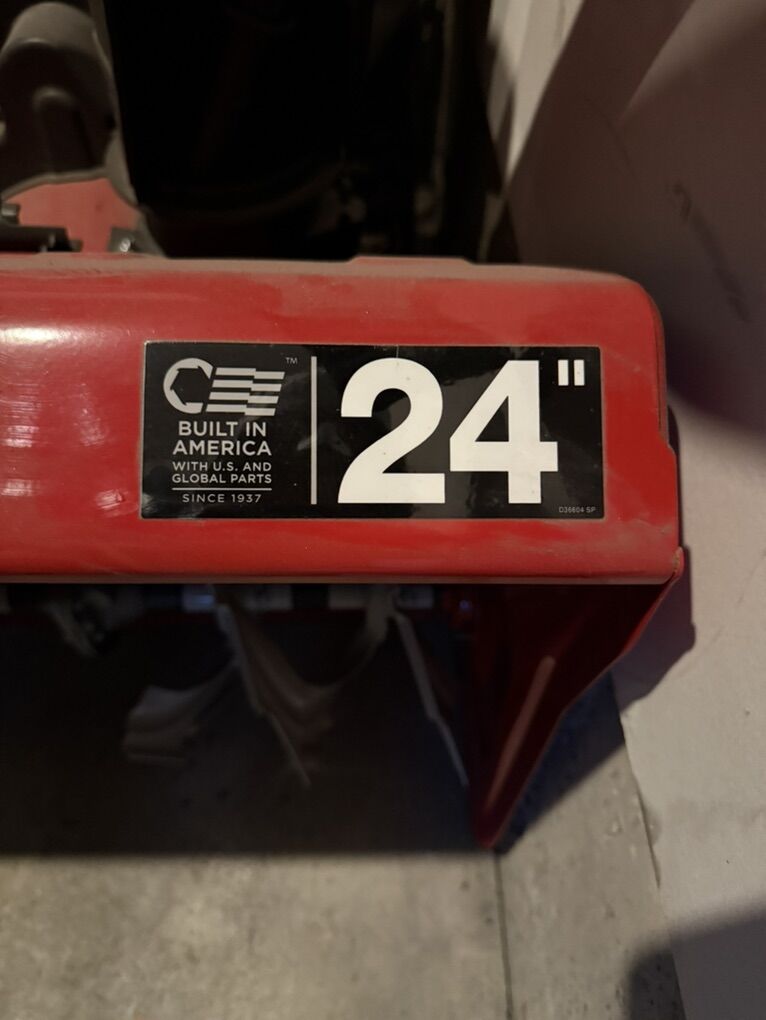 ™
BUILT IN
AMERICA
WITH U.S. AND
GLOBAL PARTS
SINCE 1937
24"
D36604 SP